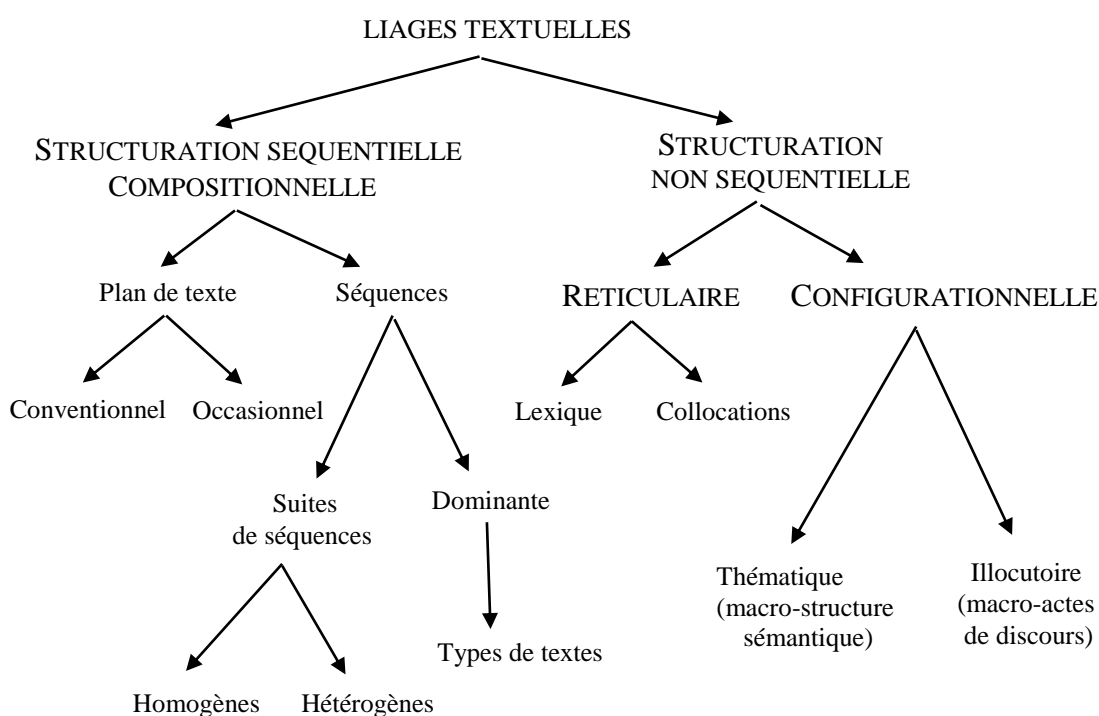 LIAGES TEXTUELLES
STRUCTURATION SEQUENTIELLE
COMPOSITIONNELLE
STRUCTURATION
NON SEQUENTIELLE
Plan de texte
Séquences
RETICULAIRE
CONFIGURATIONNELLE
Conventionnel
Occasionnel
Lexique
Collocations
Suites
de séquences
Dominante
Thématique
(macro-structure
sémantique)
Illocutoire
(macro-actes
de discours)
Types de textes
Homogènes
Hétérogènes